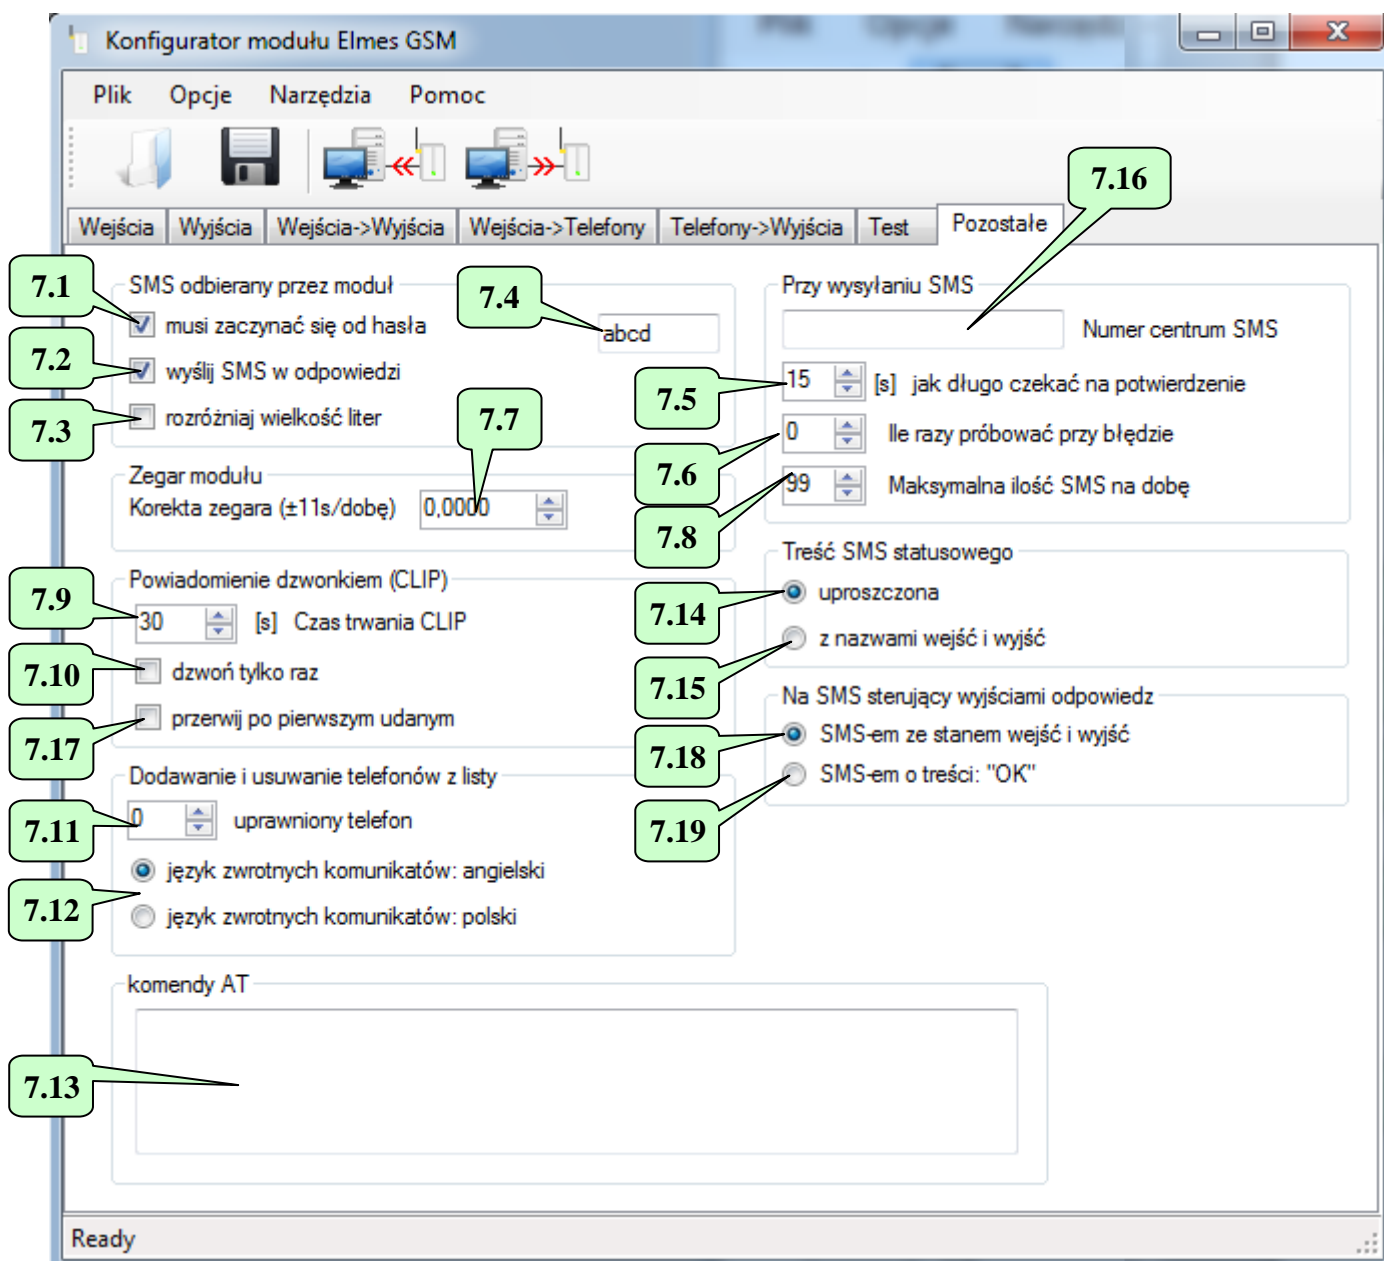 Konfigurator modułu Elmes GSM
Plik Opcje Narzędzia Pomoc
7.16
Wejścia Wyjścia Wejścia->Wyjścia Wejścia->Telefony Telefony->Wyjścia Test Pozostałe
7.1 SMS odbierany przez moduł
musi zaczynać się od hasła
7.4
abcd
7.2 wyślij SMS w odpowiedzi
7.3 rozróżniaj wielkość liter
7.7
Zegar modułu
Korekta zegara (±11s/dobę) 0,0000
Powiadomienie dzwonkiem (CLIP)
7.9
30 [s] Czas trwania CLIP
7.10 dzwoń tylko raz
7.17 przerwij po pierwszym udanym
Dodawanie i usuwanie telefonów z listy
7.11 0 uprawniony telefon
język zwrotnych komunikatów: angielski
7.12
język zwrotnych komunikatów: polski
komendy AT
7.13
Przy wysyłaniu SMS
Numer centrum SMS
7.5 15 [s] jak długo czekać na potwierdzenie
7.6 0 Ile razy próbować przy błędzie
7.8 99 Maksymalna ilość SMS na dobę
Treść SMS statusowego
7.14 uproszczona
7.15 z nazwami wejść i wyjść
Na SMS sterujący wyjściami odpowiedz
7.18 SMS-em ze stanem wejść i wyjść
7.19 SMS-em o treści: "OK"
Ready